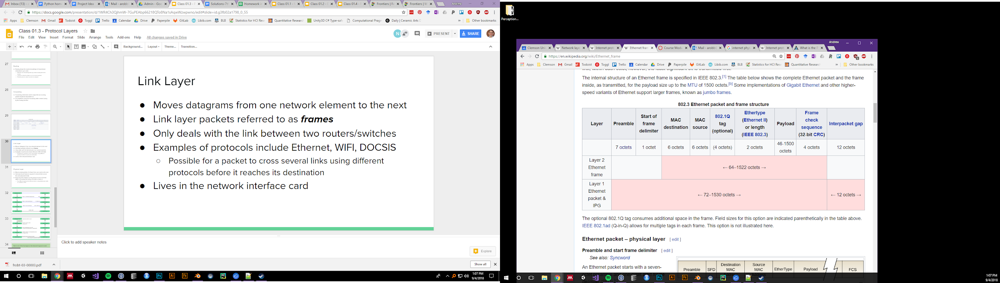 Inbox (13) -
Python home
Project Idea
Mail - arobb
Admin - Goo
Class 01.3 -
Solutions-7th
Homework in
Class 01.1 -
Class 01.2 -
Class 01.4 -
Frontiers |
Frontiers |
Andrew
https://docs.google.com/presentation/d/1WR4Ch3QjhmW-7GuPEAbp66218QTo8Na1sAqwWzwpwno/edit#slide=id.g3fb02a1798_0_55
Apps Clemson Gmail Todoist Toggl Trello Calendar Drive Paperpile GitLab Libib.com BLB Statistics for HCI Rese Quantitative Researc Unity3D C# Type-safe Computational Pragm Daily | Ceramic Arts » Other bookmarks
Class 01.3 - Protocol Layers
File Edit View Insert Format Slide Arrange Tools Add-ons Help All changes saved in Drive
N
PRESENT
SHARE
Background... Layout Theme... Transition...
27
Routing
28
Forwarding
29
30
Link Layer
31
Physical Layer
32
33
34
Link Layer
● Moves datagrams from one network element to the next
● Link layer packets referred to as frames
● Only deals with the link between two routers/switches
● Examples of protocols include Ethernet, WIFI, DOCSIS
○ Possible for a packet to cross several links using different
protocols before it reaches its destination
● Lives in the network interface card
Click to add speaker notes
Explore
frobt-03-00003.pdf
Show all
1:07 PM
9/4/2018
Perception...
Andrew
Clemson Uni
Network laye
Internet proto
Ethernet fram
Course Modu
Mail - arobb
internet phys
Internet proto
What is the
https://en.wikipedia.org/wiki/Ethernet_frame
Apps Clemson Gmail Todoist Toggl Trello Calendar Drive Paperpile GitLab Libib.com BLB Statistics for HCI Rese Quantitative Researc » Other bookmarks
The internal structure of an Ethernet frame is specified in IEEE 802.3.[1] The table below shows the complete Ethernet packet and the frame
inside, as transmitted, for the payload size up to the MTU of 1500 octets.[b] Some implementations of Gigabit Ethernet and other higher-
speed variants of Ethernet support larger frames, known as jumbo frames.
802.3 Ethernet packet and frame structure
Layer
Preamble
Start of
frame
delimiter
MAC
destination
MAC
source
802.1Q
tag
(optional)
Ethertype
(Ethernet II)
or length
(IEEE 802.3)
Payload
Frame
check
sequence
(32-bit CRC)
Interpacket gap
7 octets
1 octet
6 octets
6 octets
(4 octets)
2 octets
46-1500
octets
4 octets
12 octets
Layer 2
Ethernet
frame
← 64–1522 octets →
Layer 1
Ethernet
packet &
IPG
← 72–1530 octets →
← 12 octets →
The optional 802.1Q tag consumes additional space in the frame. Field sizes for this option are indicated parenthetically in the table above.
IEEE 802.1ad (Q-in-Q) allows for multiple tags in each frame. This option is not illustrated here.
Ethernet packet – physical layer [ edit ]
Preamble and start frame delimiter [ edit ]
See also: Syncword
An Ethernet packet starts with a seven-
Preamble
SFD
Destination
MAC
Source
MAC
EtherType
Payload
FCS
1:07 PM
9/4/2018